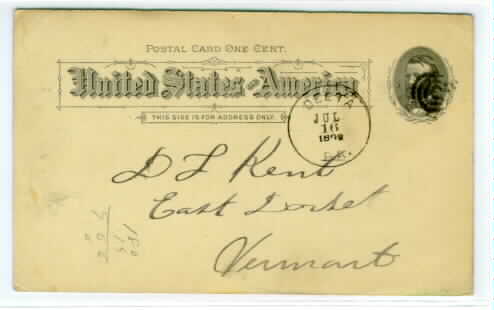 POSTAL CARD ONE CENT.
United States of America
THIS SIDE IS FOR ADDRESS ONLY.
JUL
16
D L Kent
East Dorset
Vermont